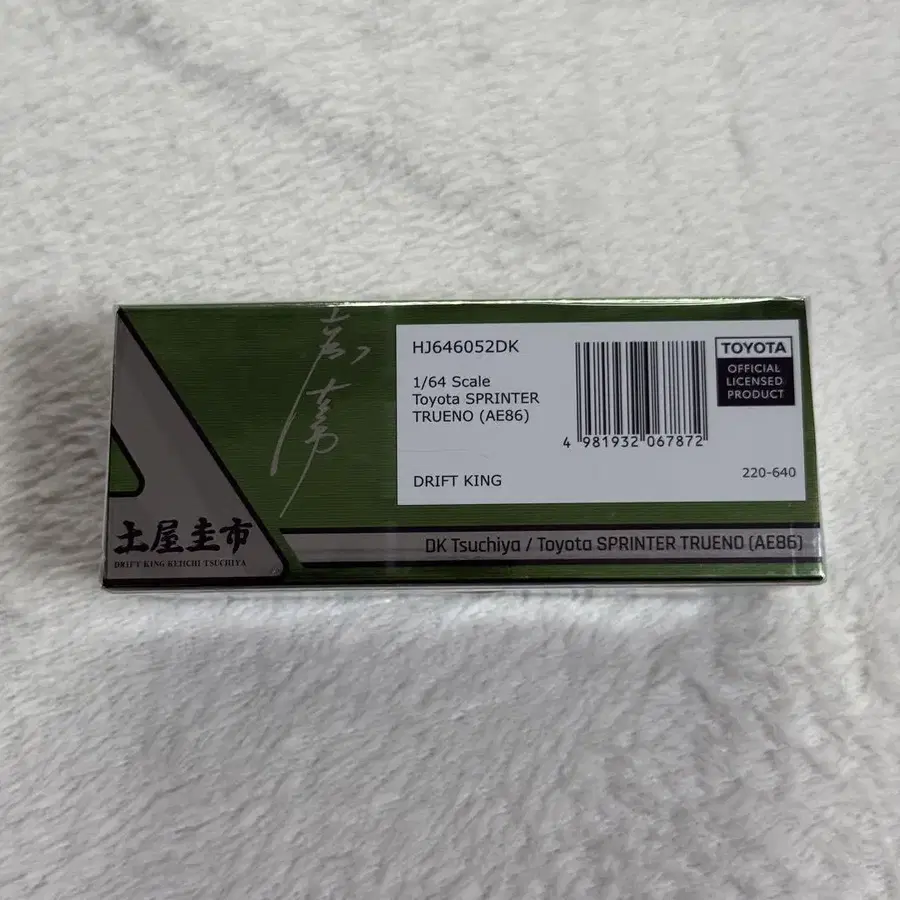 HJ646052DK
1/64 Scale
Toyota SPRINTER
TRUENO (AE86)
4 981932 067872
TOYOTA
OFFICIAL
LICENSED
PRODUCT
DRIFT KING
220-640
土屋圭市
DRIFT KING KEIICHI TSUCHIYA
DK Tsuchiya / Toyota SPRINTER TRUENO (AE86)